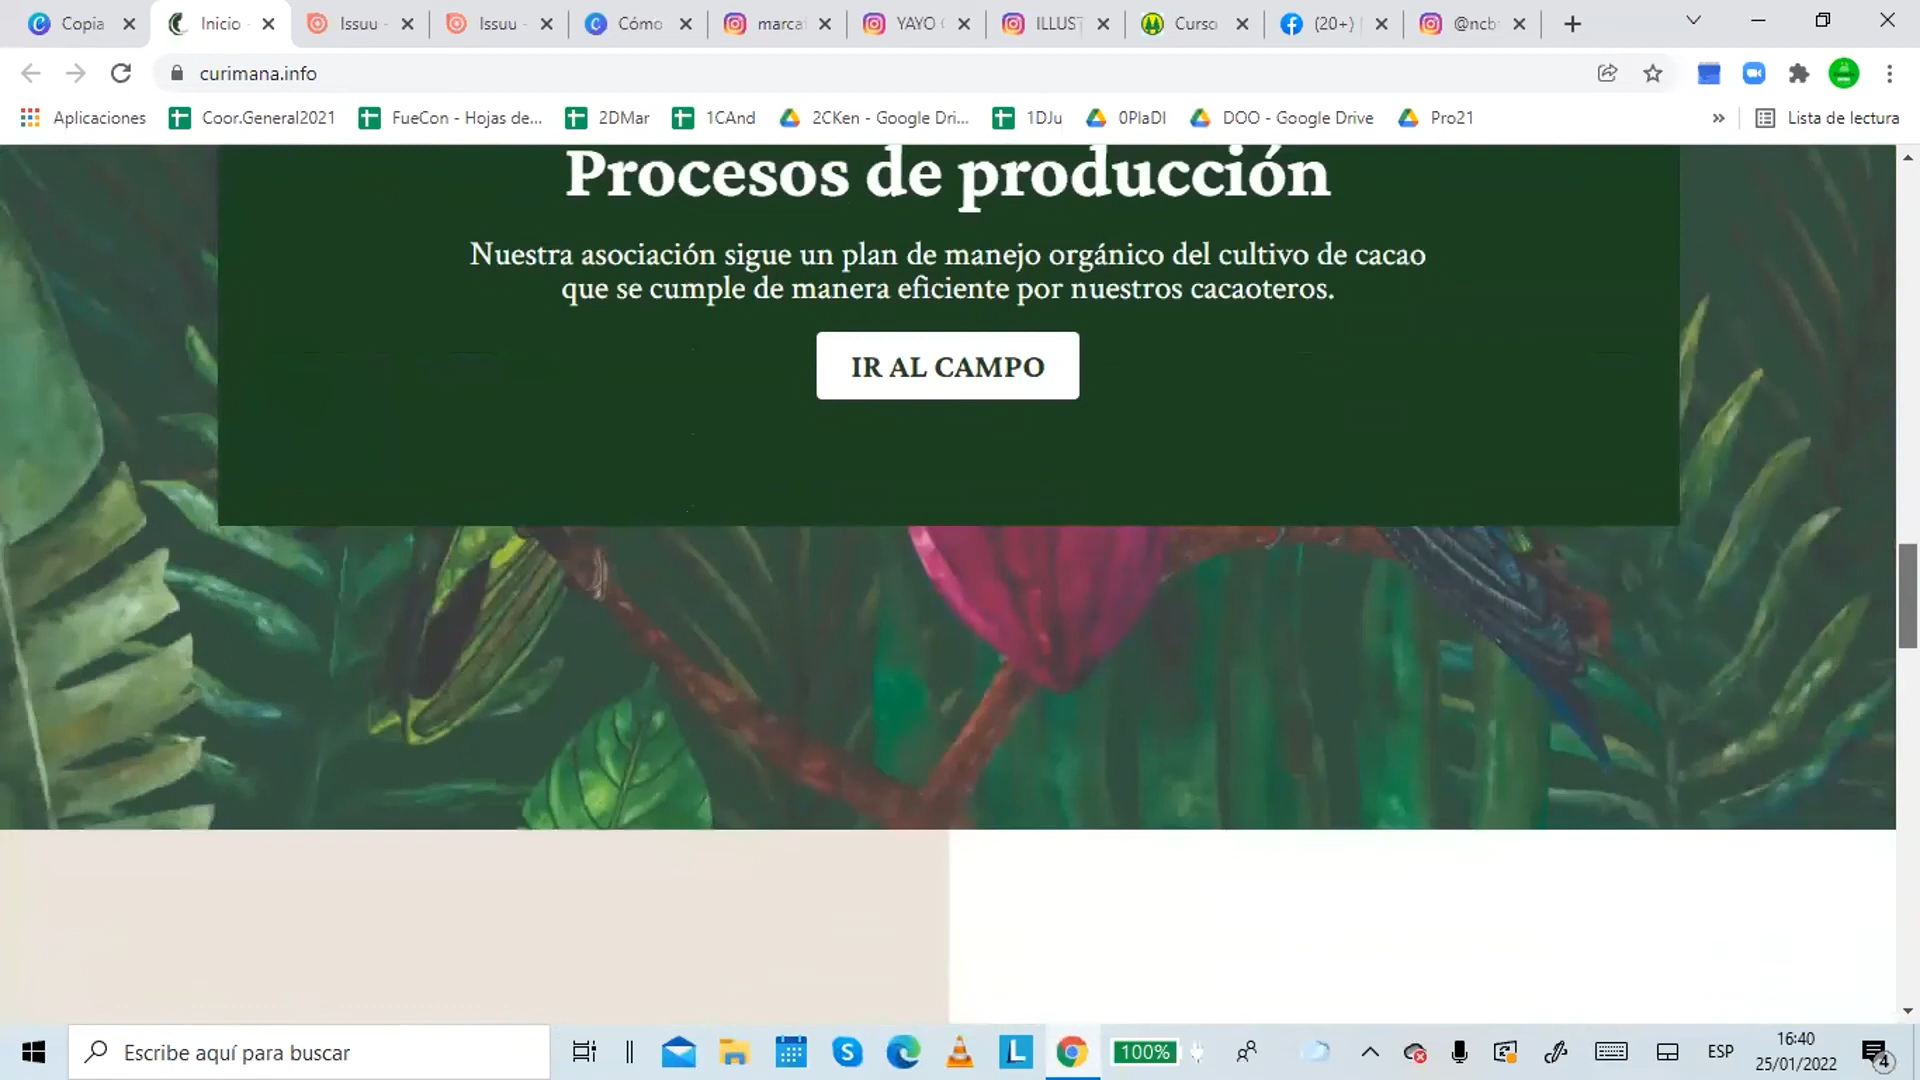 Copia
Inicio -
Issuu -
Issuu -
Cómo
marca
YAYO
ILLUST
Curso
(20+)
@ncb
curimana.info
Aplicaciones
Coor.General2021
FueCon - Hojas de...
2DMar
1CAnd
2CKen - Google Dri...
1DJu
0PlaDI
DOO - Google Drive
Pro21
»
Lista de lectura
Procesos de producción
Nuestra asociación sigue un plan de manejo orgánico del cultivo de cacao
que se cumple de manera eficiente por nuestros cacaoteros.
IR AL CAMPO
Escribe aquí para buscar
100%
ESP
16:40
25/01/2022
4